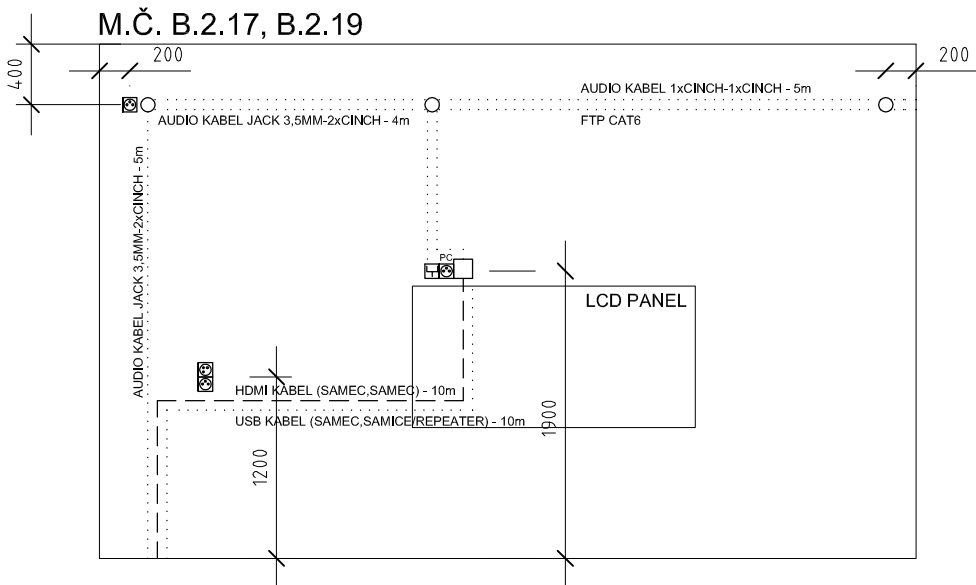 M.Č. B.2.17, B.2.19
200
200
400
AUDIO KABEL 1xCINCH-1xCINCH - 5m
AUDIO KABEL JACK 3,5MM-2xCINCH - 4m
FTP CAT6
AUDIO KABEL JACK 3,5MM-2xCINCH - 5m
PC
LCD PANEL
HDMI KABEL (SAMEC,SAMEC) - 10m
USB KABEL (SAMEC,SAMICE/REPEATER) - 10m
1900
1200